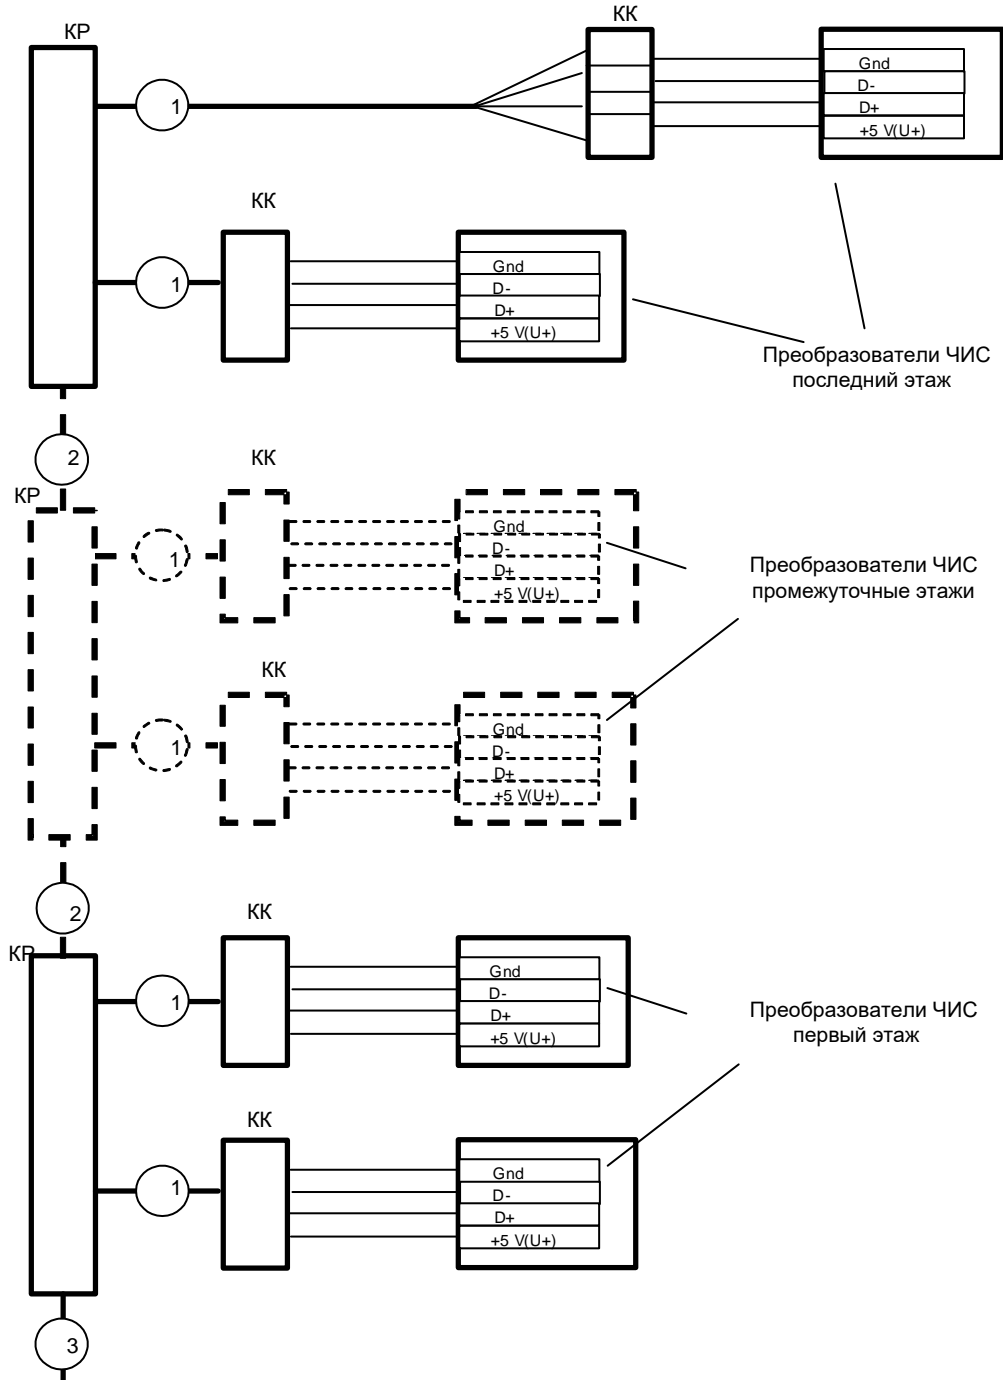 КР
КК
1
Gnd
D-
D+
+5 V(U+)
КК
1
Gnd
D-
D+
+5 V(U+)
Преобразователи ЧИС
последний этаж
2
КР
КК
1
Gnd
D-
D+
+5 V(U+)
Преобразователи ЧИС
промежуточные этажи
КК
1
Gnd
D-
D+
+5 V(U+)
2
КР
КК
1
Gnd
D-
D+
+5 V(U+)
Преобразователи ЧИС
первый этаж
КК
1
Gnd
D-
D+
+5 V(U+)
3